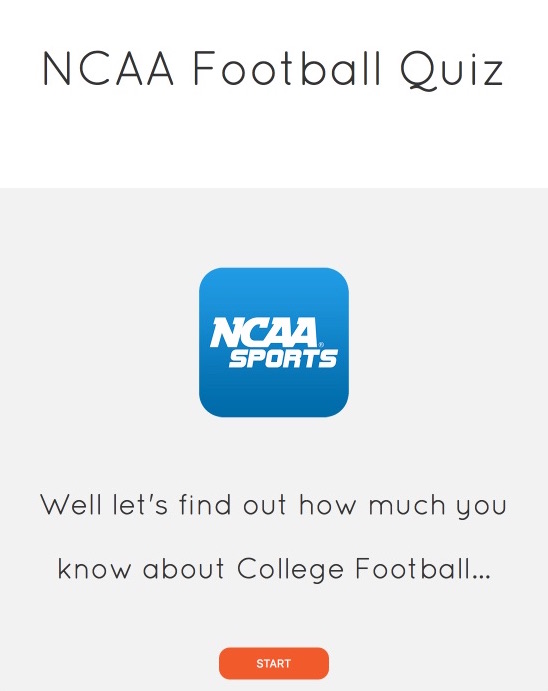 NCAA Football Quiz
NCAA®
SPORTS
Well let's find out how much you
know about College Football...
START